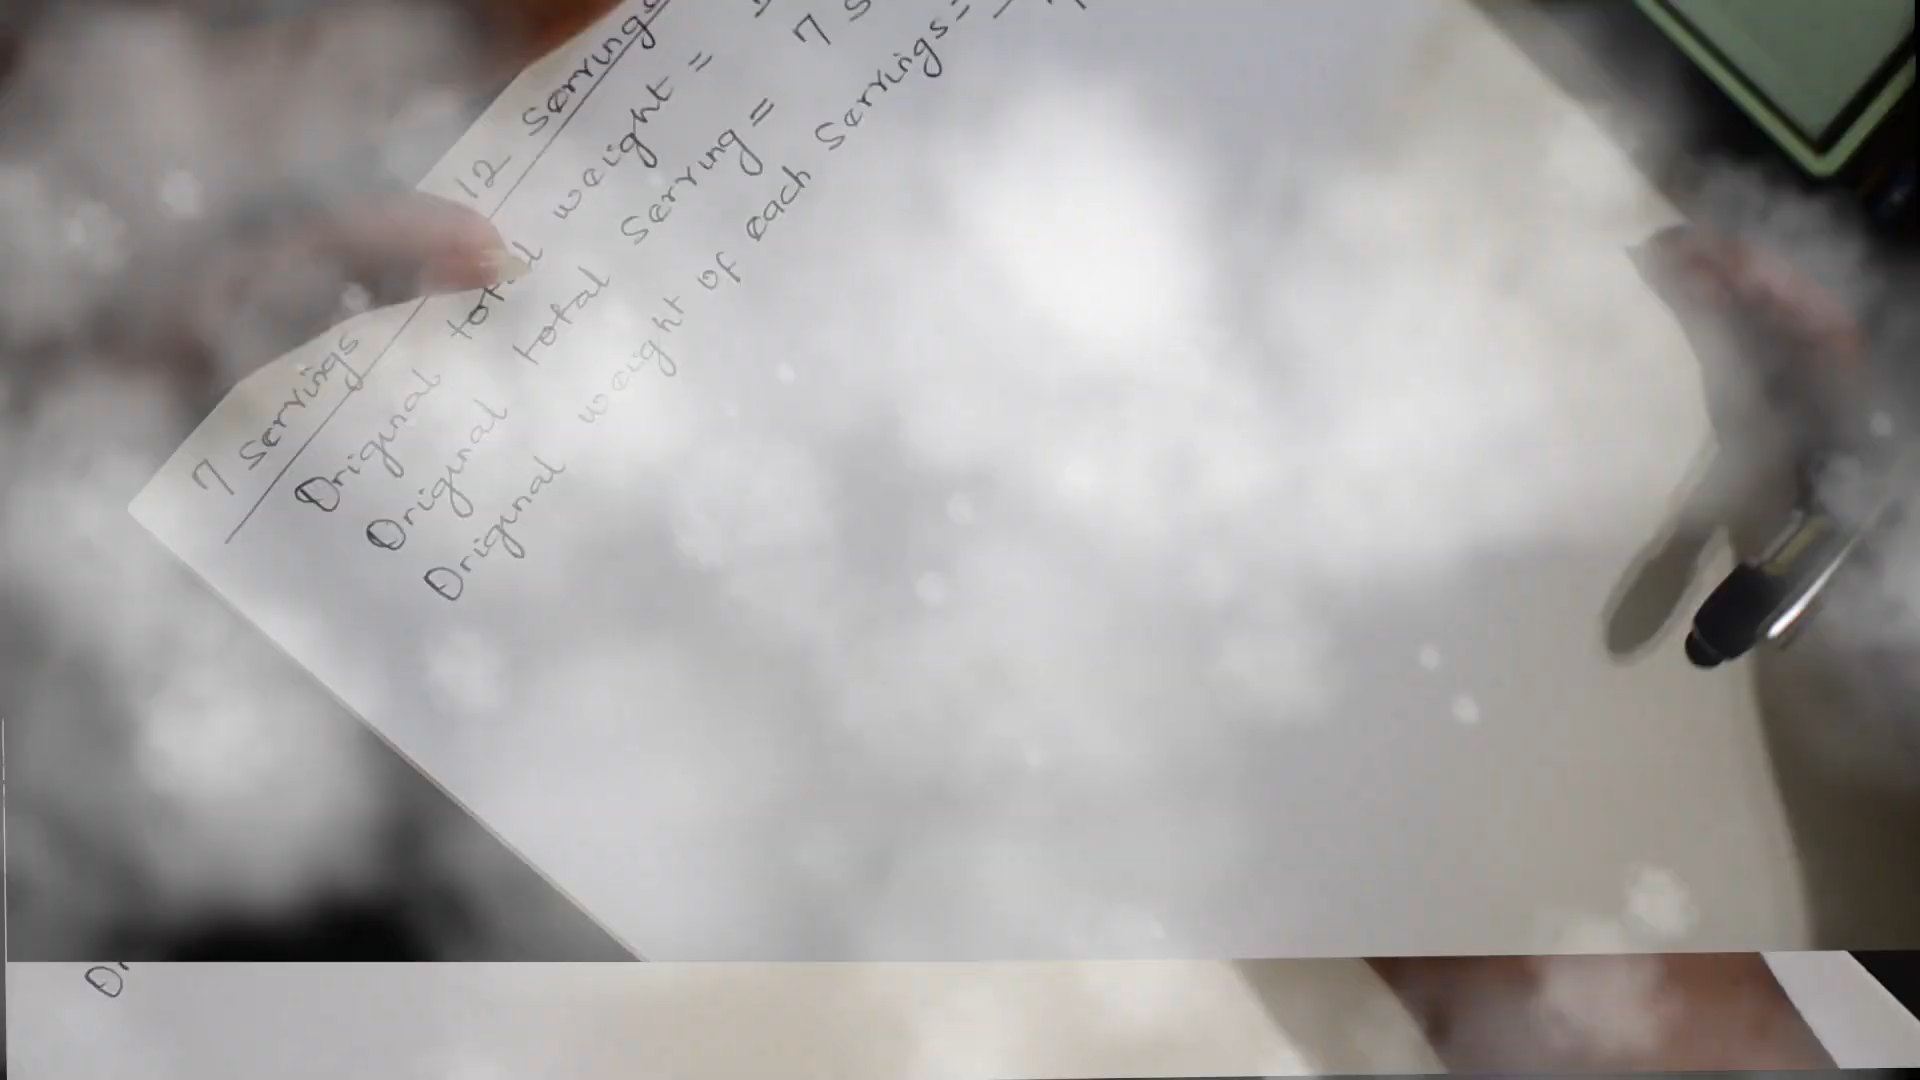 7 servings 12 servings
Original total weight =
Original total serving = 7 s
Original weight of each servings=